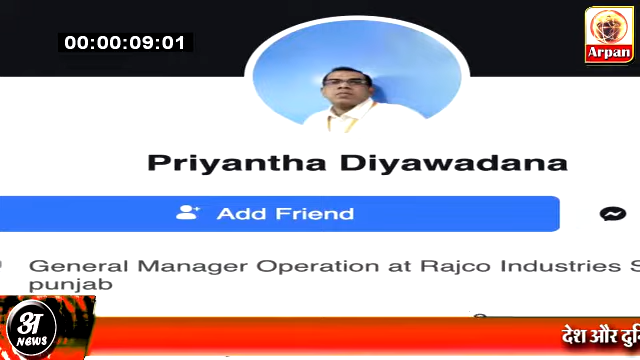 00:00:09:01
Arpan
Priyantha Diyawadana
Add Friend
General Manager Operation at Rajco Industries S
punjab
अ
NEWS
देश और दुनि